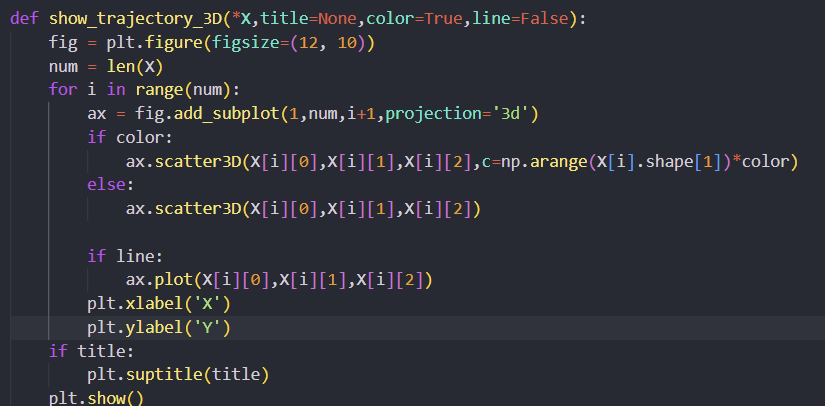 def show_trajectory_3D(*X,title=None,color=True,line=False):
    fig = plt.figure(figsize=(12, 10))
    num = len(X)
    for i in range(num):
        ax = fig.add_subplot(1,num,i+1,projection='3d')
        if color:
            ax.scatter3D(X[i][0],X[i][1],X[i][2],c=np.arange(X[i].shape[1])*color)
        else:
            ax.scatter3D(X[i][0],X[i][1],X[i][2])

        if line:
            ax.plot(X[i][0],X[i][1],X[i][2])
        plt.xlabel('X')
        plt.ylabel('Y')
    if title:
        plt.suptitle(title)
    plt.show()